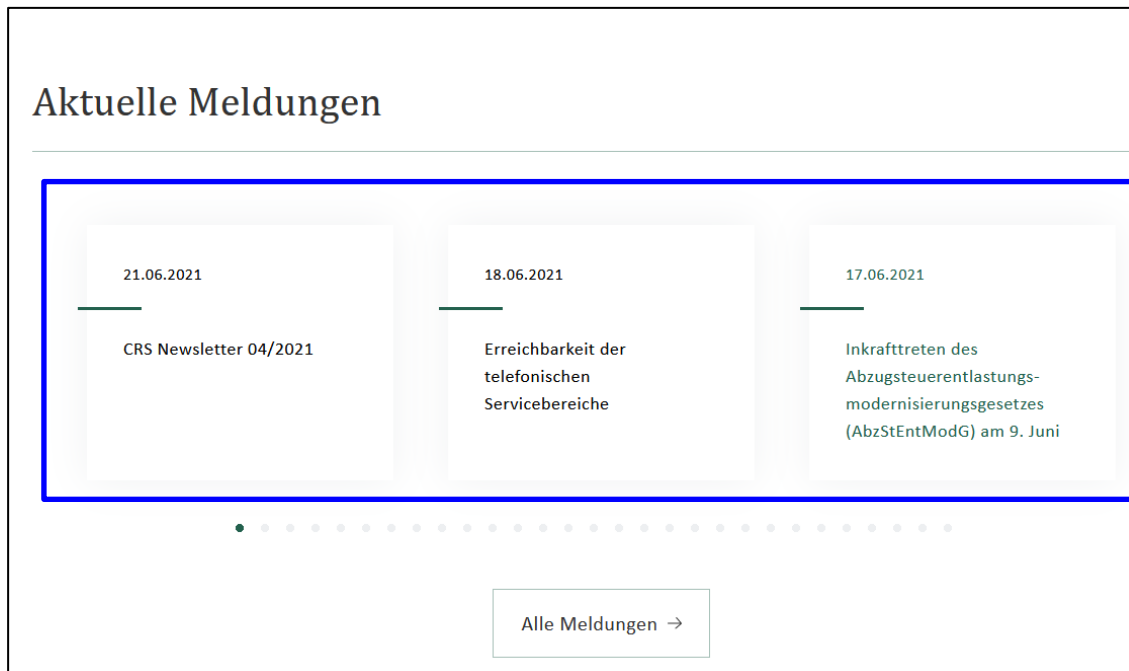 Aktuelle Meldungen
21.06.2021
CRS Newsletter 04/2021
18.06.2021
Erreichbarkeit der
telefonischen
Servicebereiche
17.06.2021
Inkrafttreten des
Abzugsteuerentlastungs-
modernisierungsgesetzes
(AbzStEntModG) am 9. Juni
Alle Meldungen →